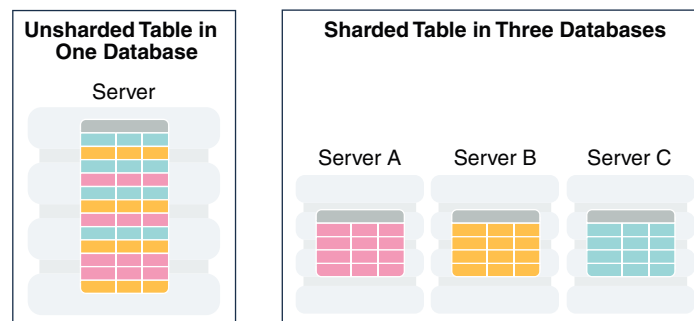 Unsharded Table in
One Database
Server
Sharded Table in Three Databases
Server A
Server B
Server C